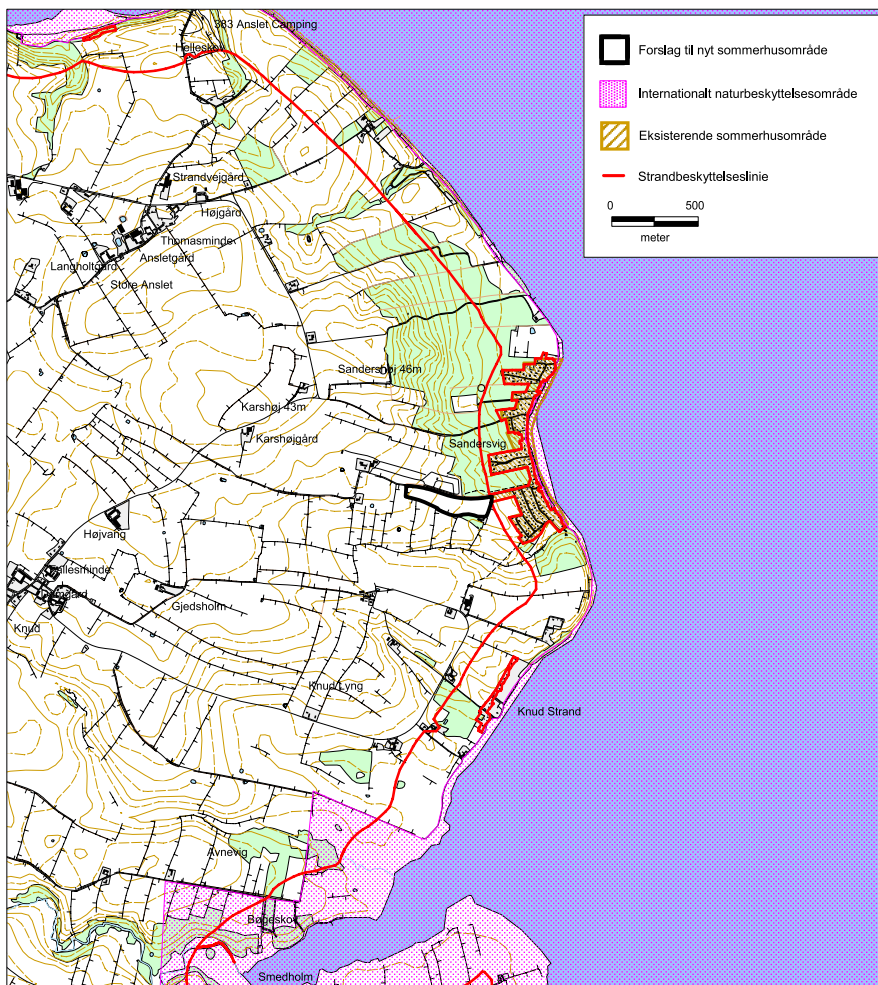 383 Anslet Camping
Helleskov
Strandvejgård
Højgård
Thomasminde
Ansletgård
Langholtgård
Store Anslet
Sandershøj 46m
Karshøj 43m
Karshøjgård
Sandersvig
Højvang
Gjedsholm
Knud
Knud Lyng
Knud Strand
Avnevig
Bøgeskov
Smedholm
Forslag til nyt sommerhusområde
Internationalt naturbeskyttelsesområde
Eksisterende sommerhusområde
Strandbeskyttelseslinie
0 500
meter